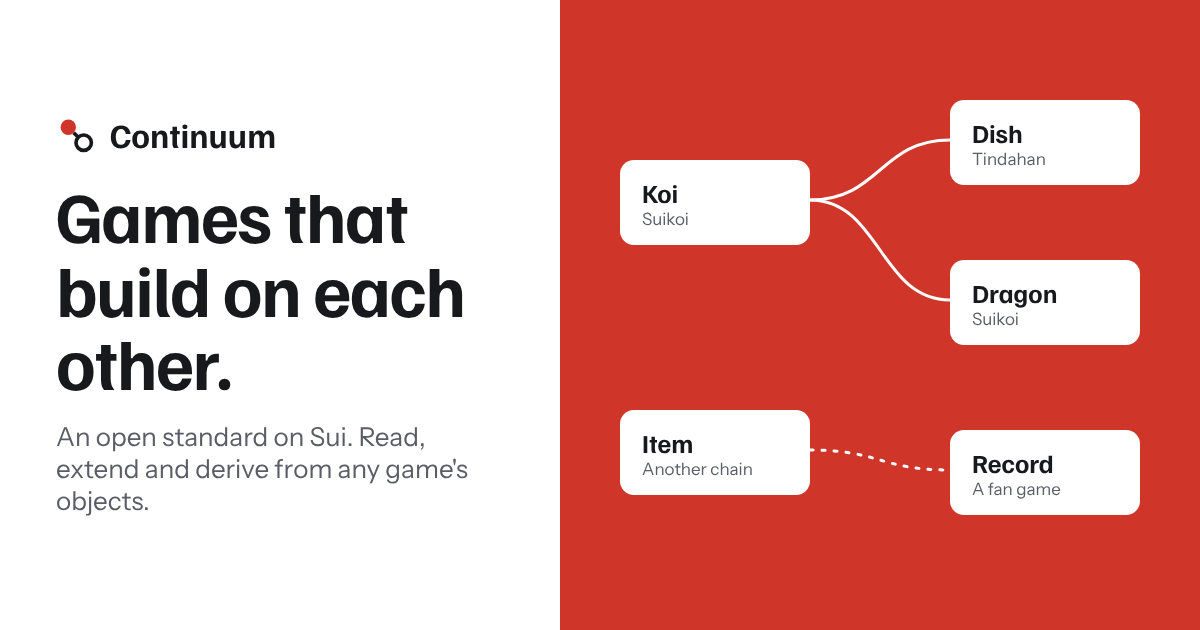 Continuum
Games that
build on each
other.
An open standard on Sui. Read,
extend and derive from any game's
objects.
Koi
Suikoi
Dish
Tindahan
Dragon
Suikoi
Item
Another chain
Record
A fan game